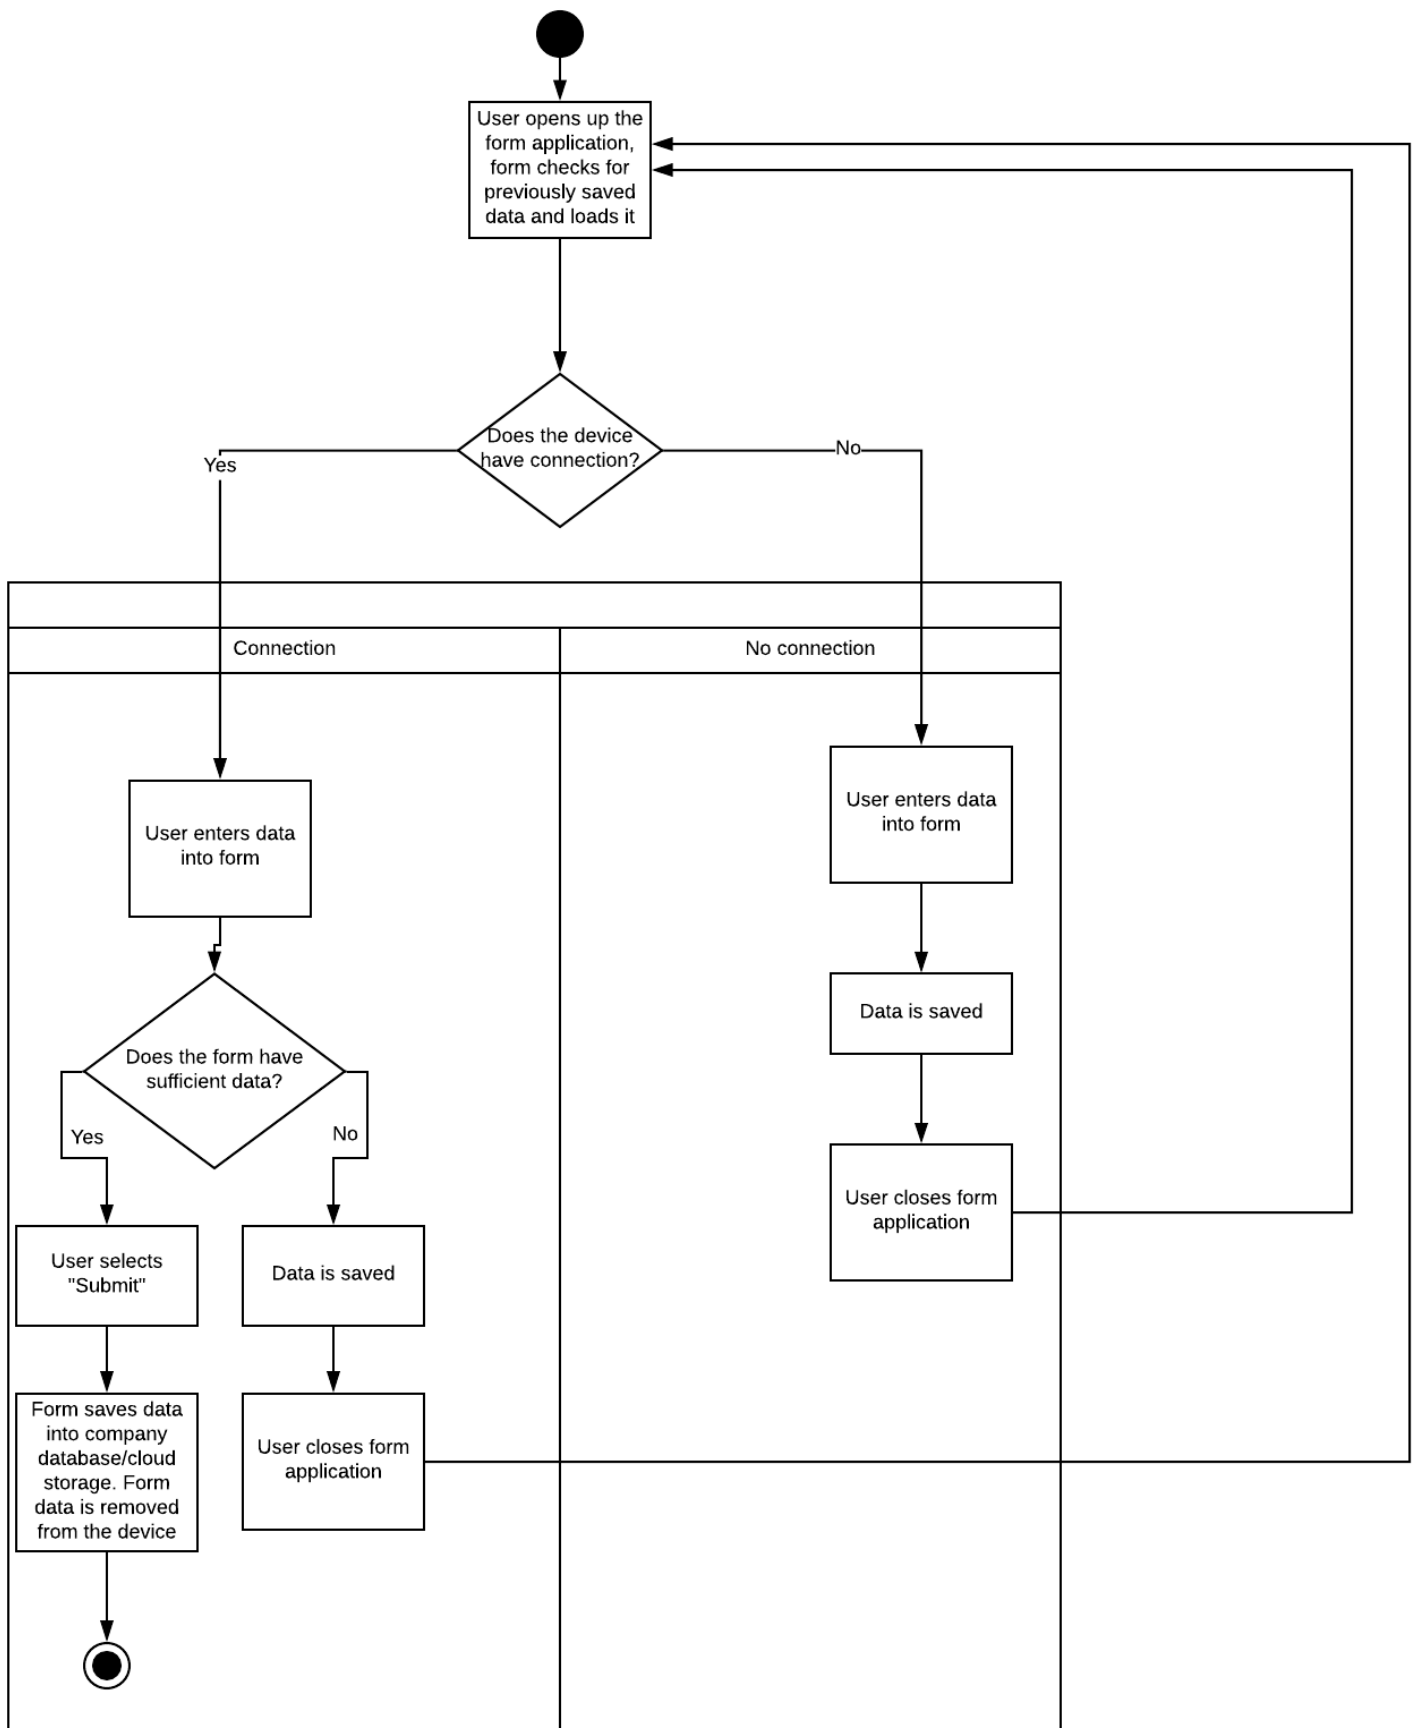 User opens up the
form application,
form checks for
previously saved
data and loads it
Does the device
have connection?
Yes
No
Connection
No connection
User enters data
into form
User enters data
into form
Data is saved
Does the form have
sufficient data?
Yes
No
User closes form
application
User selects
"Submit"
Data is saved
Form saves data
into company
database/cloud
storage. Form
data is removed
from the device
User closes form
application